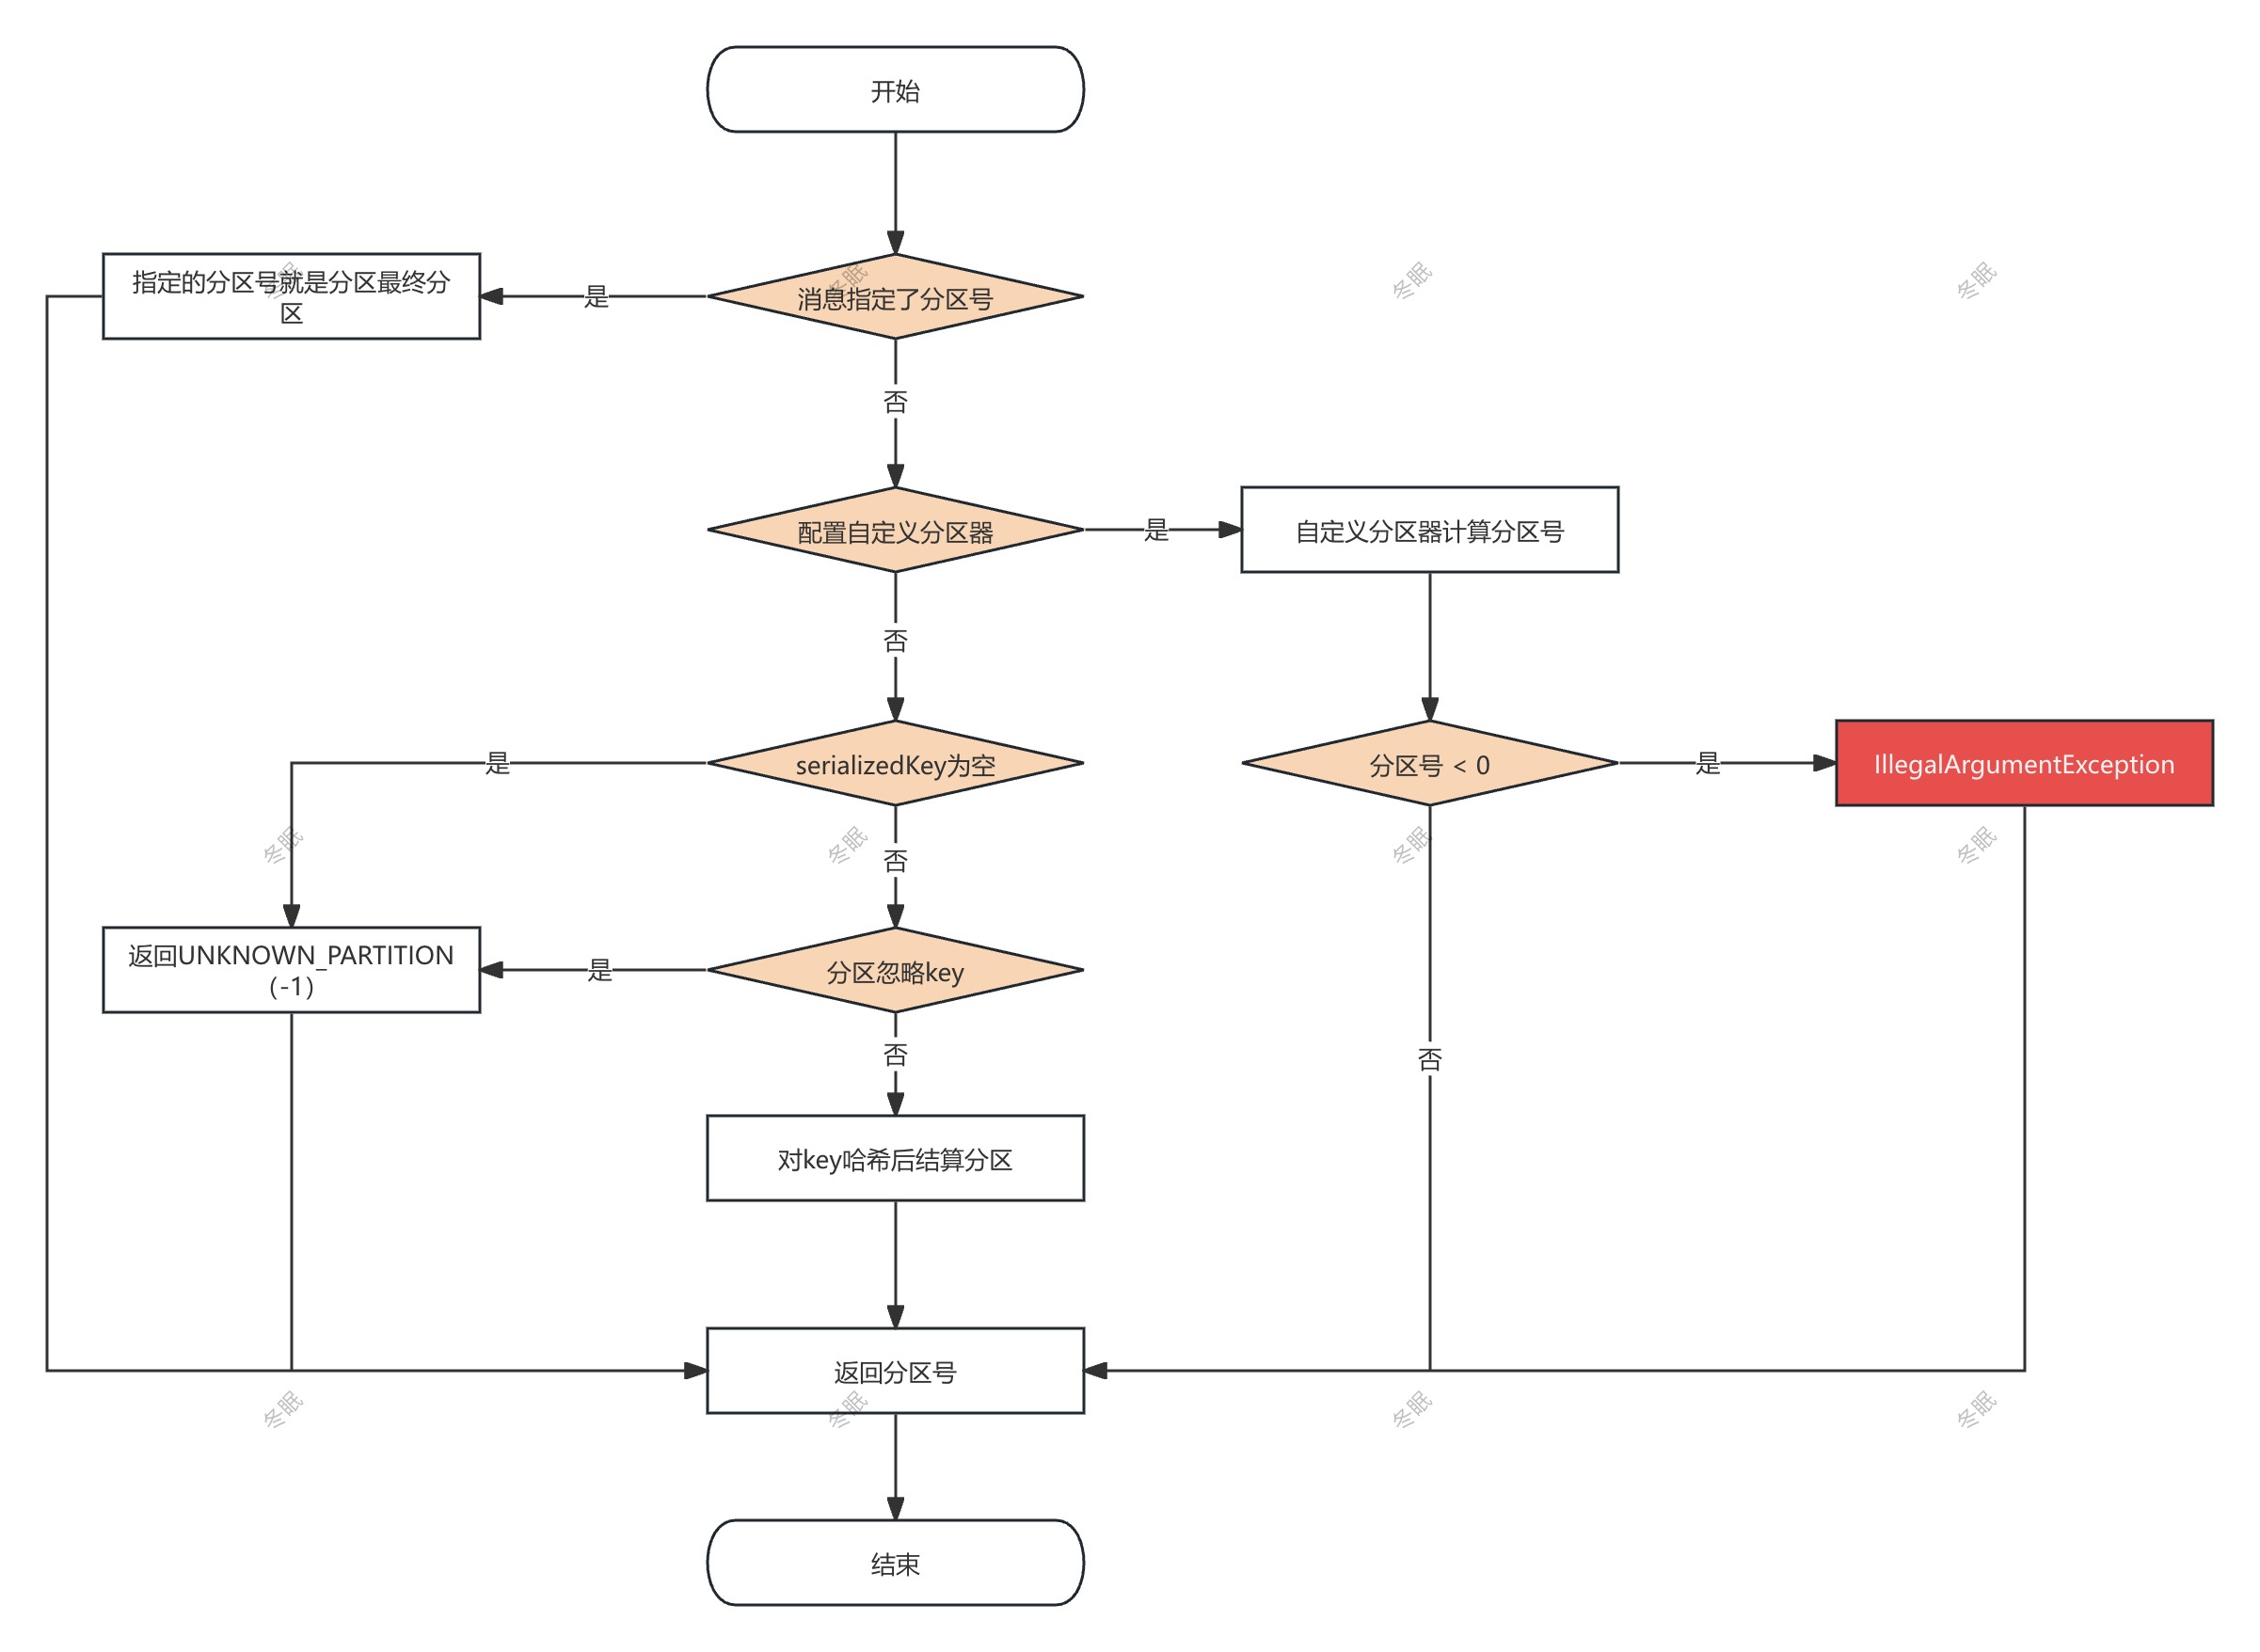 开始
消息指定了分区号
是
指定的分区号就是分区最终分
区
否
配置自定义分区器
是
自定义分区器计算分区号
否
serializedKey为空
是
分区号 < 0
是
IllegalArgumentException
否
分区忽略key
是
返回UNKNOWN_PARTITION
(-1)
否
否
对key哈希后结算分区
返回分区号
结束
冬眠
冬眠
冬眠
冬眠
冬眠
冬眠
冬眠
冬眠
冬眠
冬眠
冬眠
冬眠